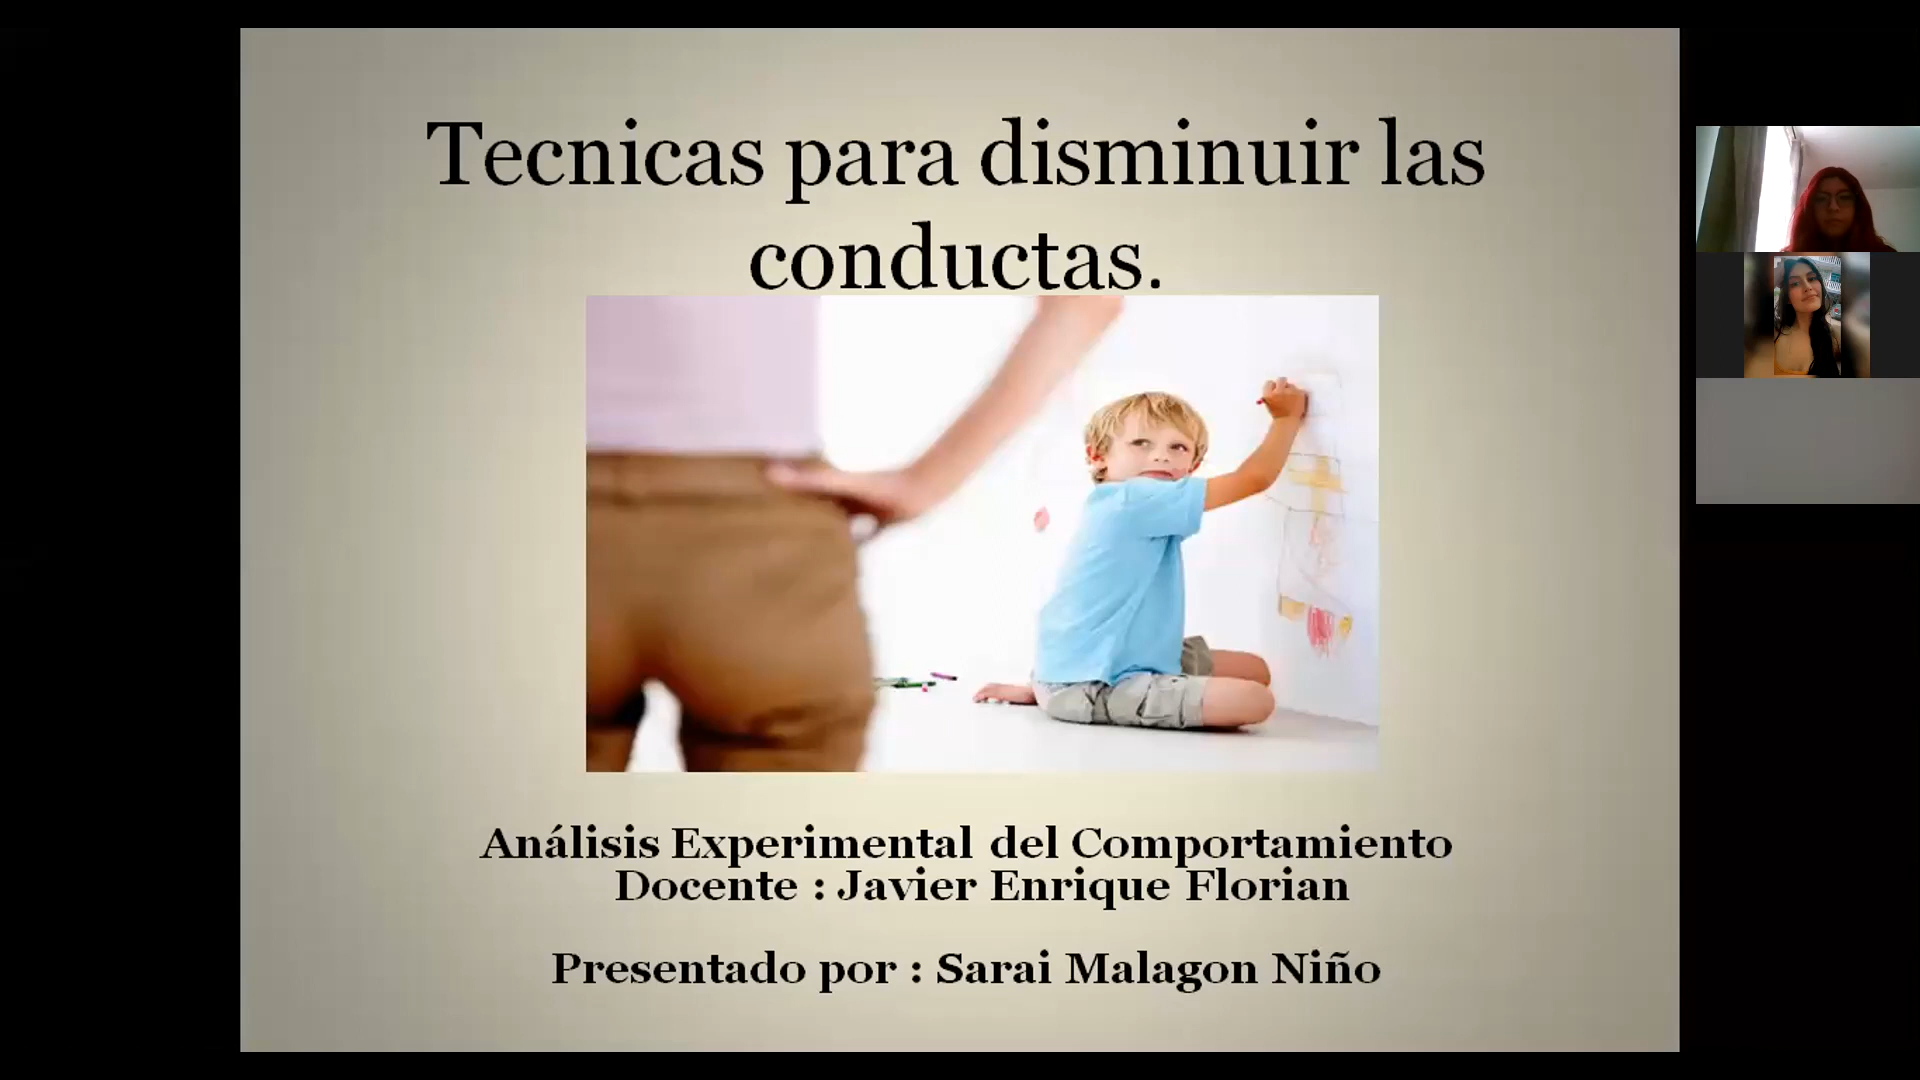 Tecnicas para disminuir las
conductas.
Análisis Experimental del Comportamiento
Docente : Javier Enrique Florian
Presentado por : Sarai Malagon Niño